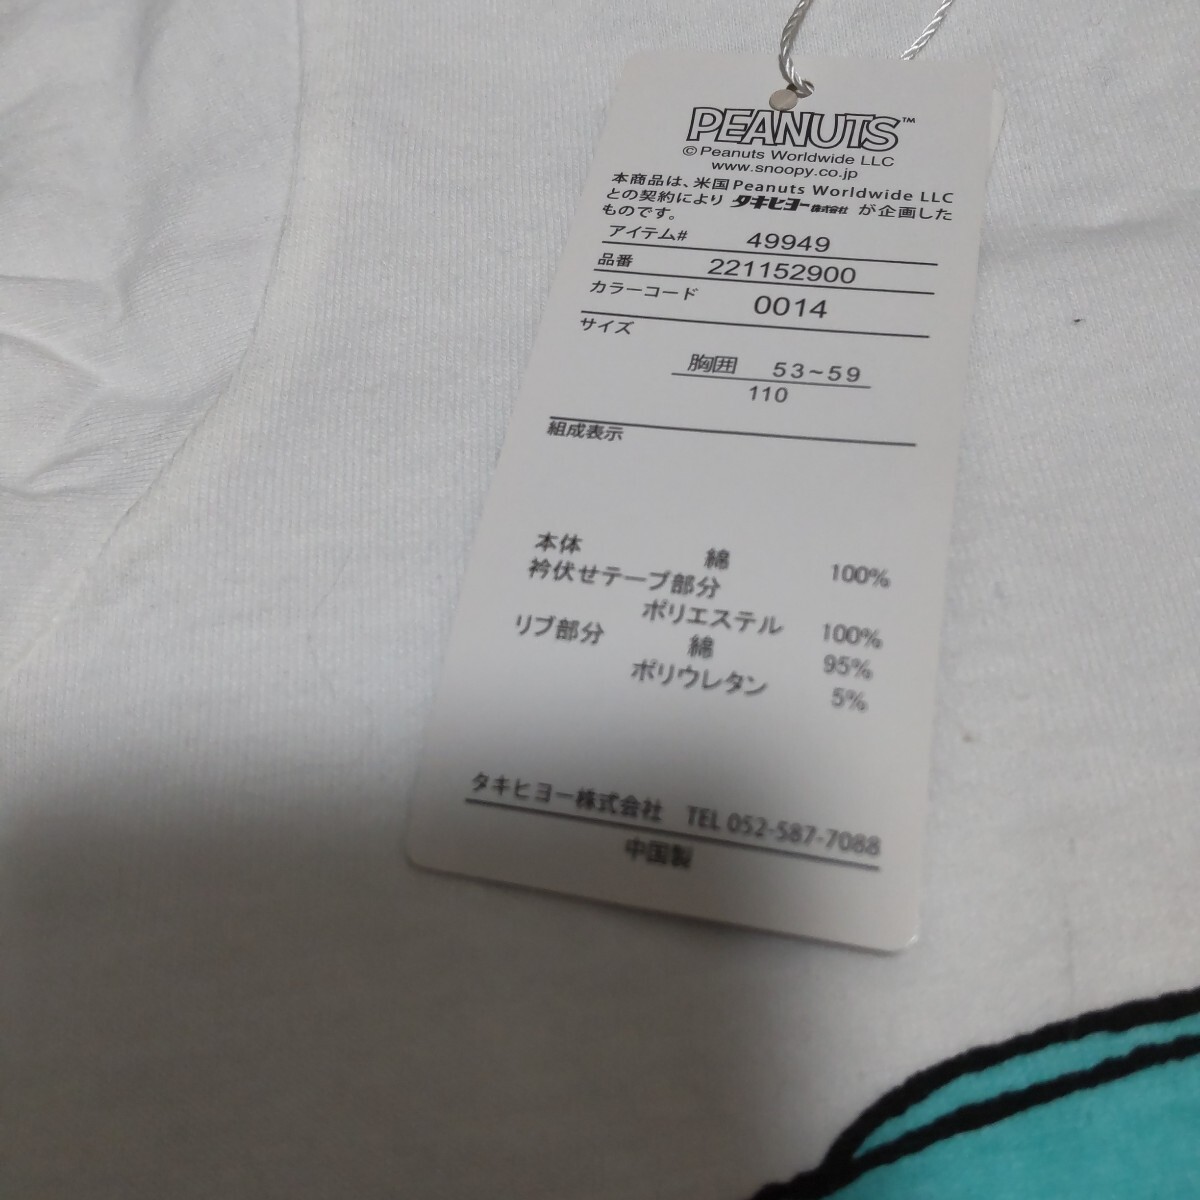 PEANUTS™
©Peanuts Worldwide LLC
www.snoopy.co.jp
本商品は、米国Peanuts Worldwide LLC
との契約により タキヒヨー株式会社 が企画した
ものです。
アイテム# 49949
品番 221152900
カラーコード 0014
サイズ
胸囲 53~59
110
組成表示
本体 綿 100%
衿伏せテープ部分
ポリエステル 100%
リブ部分 綿 95%
ポリウレタン 5%
タキヒヨー株式会社 TEL 052-587-7088
中国製